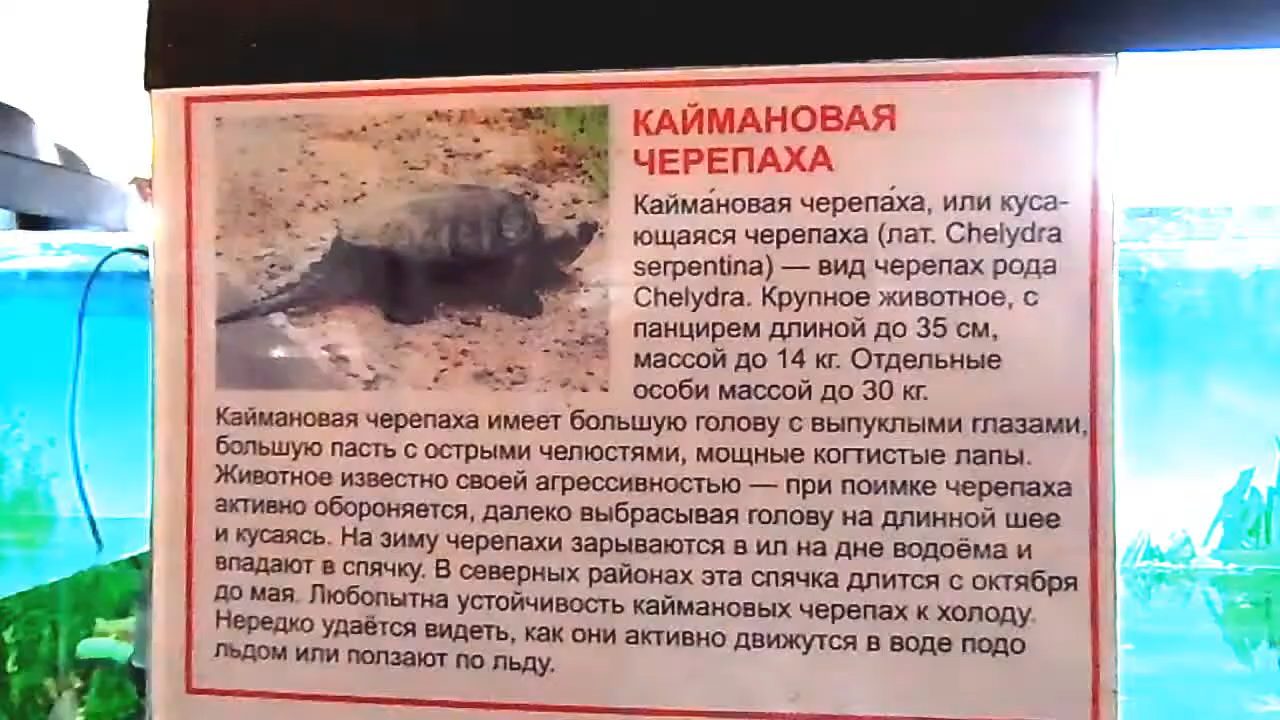 КАЙМАНОВАЯ
ЧЕРЕПАХА
Кайма́новая черепа́ха, или куса-
ющаяся черепаха (лат. Chelydra
serpentina) — вид черепах рода
Chelydra. Крупное животное, с
панцирем длиной до 35 см,
массой до 14 кг. Отдельные
особи массой до 30 кг.
Каймановая черепаха имеет большую голову с выпуклыми глазами,
большую пасть с острыми челюстями, мощные когтистые лапы.
Животное известно своей агрессивностью — при поимке черепаха
активно обороняется, далеко выбрасывая голову на длинной шее
и кусаясь. На зиму черепахи зарываются в ил на дне водоёма и
впадают в спячку. В северных районах эта спячка длится с октября
до мая. Любопытна устойчивость каймановых черепах к холоду.
Нередко удаётся видеть, как они активно движутся в воде подо
льдом или ползают по льду.